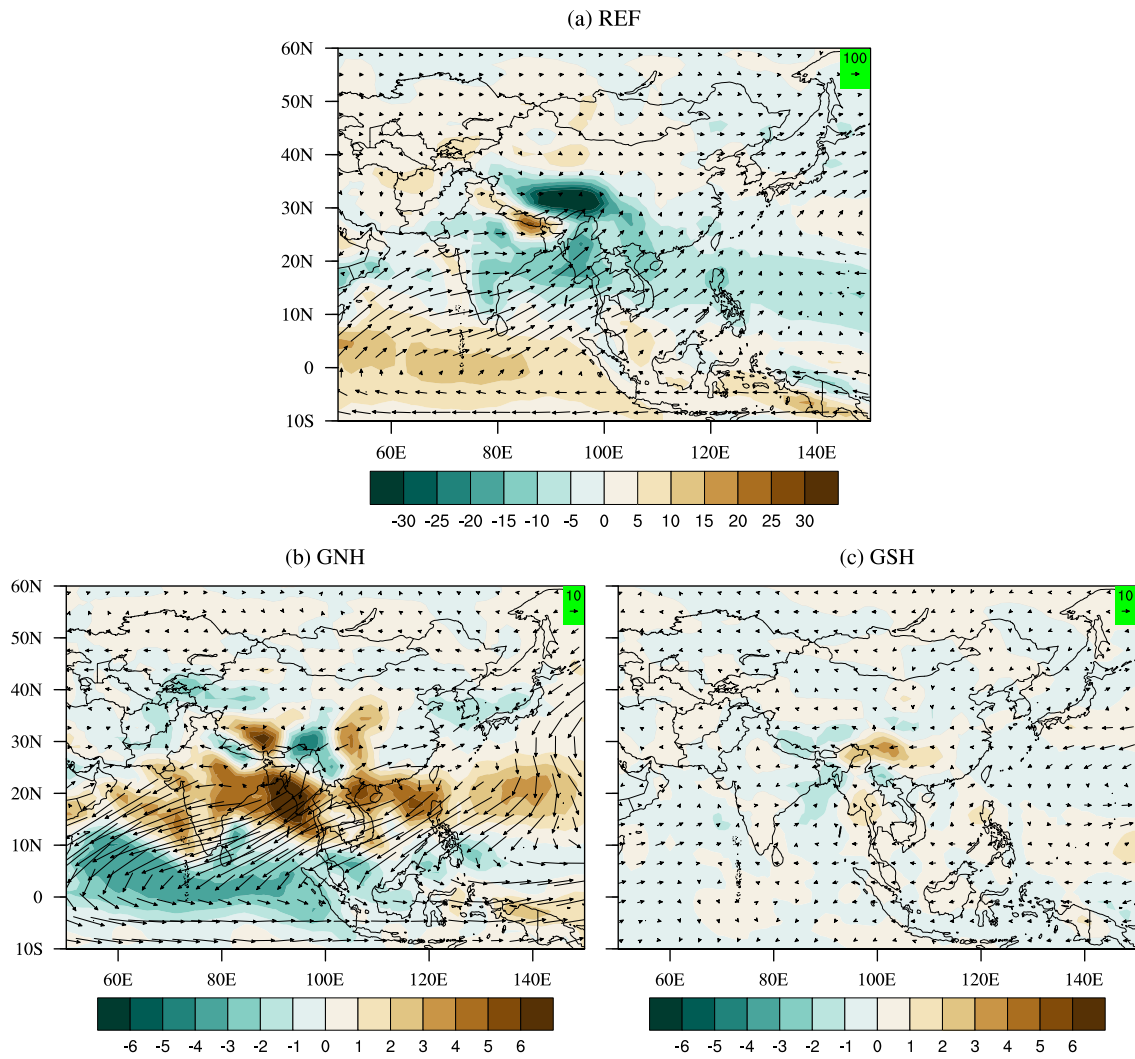 (a) REF
60N
100
50N
40N
30N
20N
10N
0
10S
60E 80E 100E 120E 140E
-30 -25 -20 -15 -10 -5 0 5 10 15 20 25 30
(b) GNH (c) GSH
60N
10 10
50N
40N
30N
20N
10N
0
10S
60E 80E 100E 120E 140E 60E 80E 100E 120E 140E
-6 -5 -4 -3 -2 -1 0 1 2 3 4 5 6 -6 -5 -4 -3 -2 -1 0 1 2 3 4 5 6